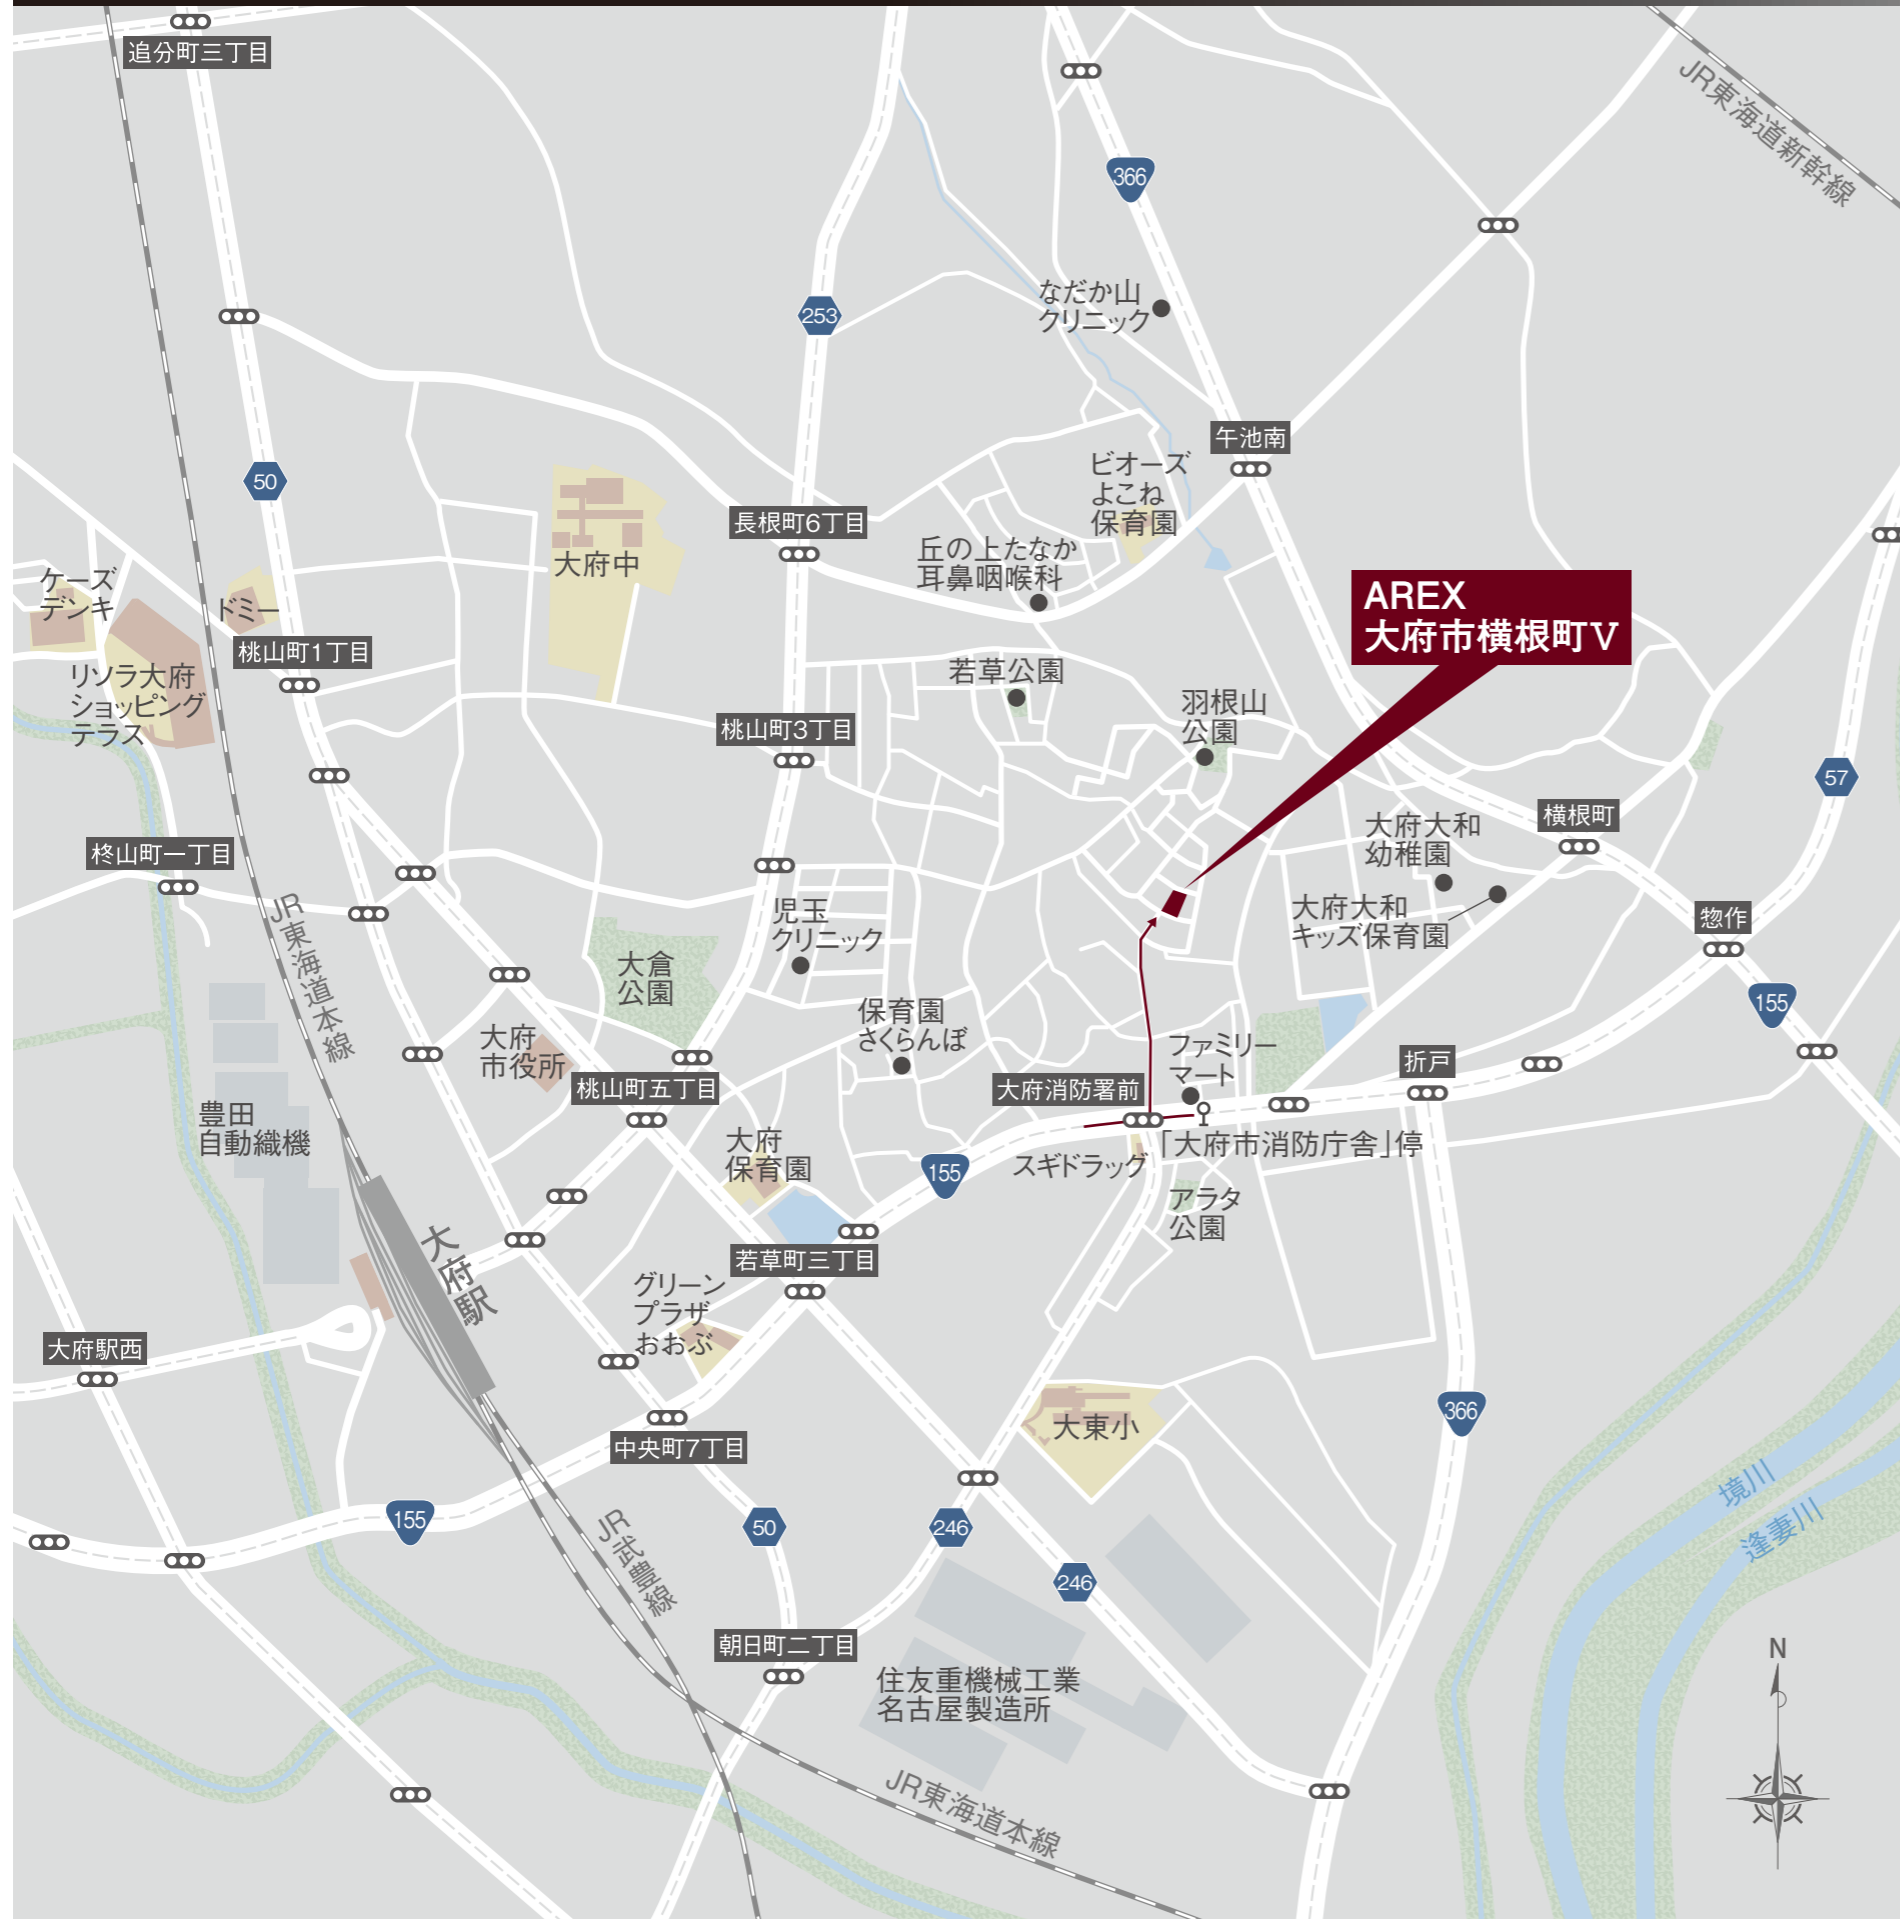 追分町三丁目
JR東海道新幹線
366
なだか山
クリニック
253
午池南
50
ビオーズ
よこね
保育園
長根町6丁目
丘の上たなか
耳鼻咽喉科
大府中
ケーズ
デンキ
ドミー
AREX
大府市横根町Ⅴ
桃山町1丁目
リソラ大府
ショッピング
テラス
若草公園
羽根山
公園
桃山町3丁目
57
横根町
大府大和
幼稚園
柊山町一丁目
大府大和
キッズ保育園
惣作
児玉
クリニック
JR東海道本線
大倉
公園
155
保育園
さくらんぼ
大府
市役所
ファミリー
マート
折戸
桃山町五丁目
大府消防署前
豊田
自動織機
大府
保育園
「大府市消防庁舎」停
スギドラッグ
155
アラタ
公園
大府駅
若草町三丁目
グリーン
プラザ
おおぶ
大府駅西
366
大東小
中央町7丁目
境川
155
50
246
逢妻川
JR武豊線
246
朝日町二丁目
N
住友重機械工業
名古屋製造所
JR東海道本線